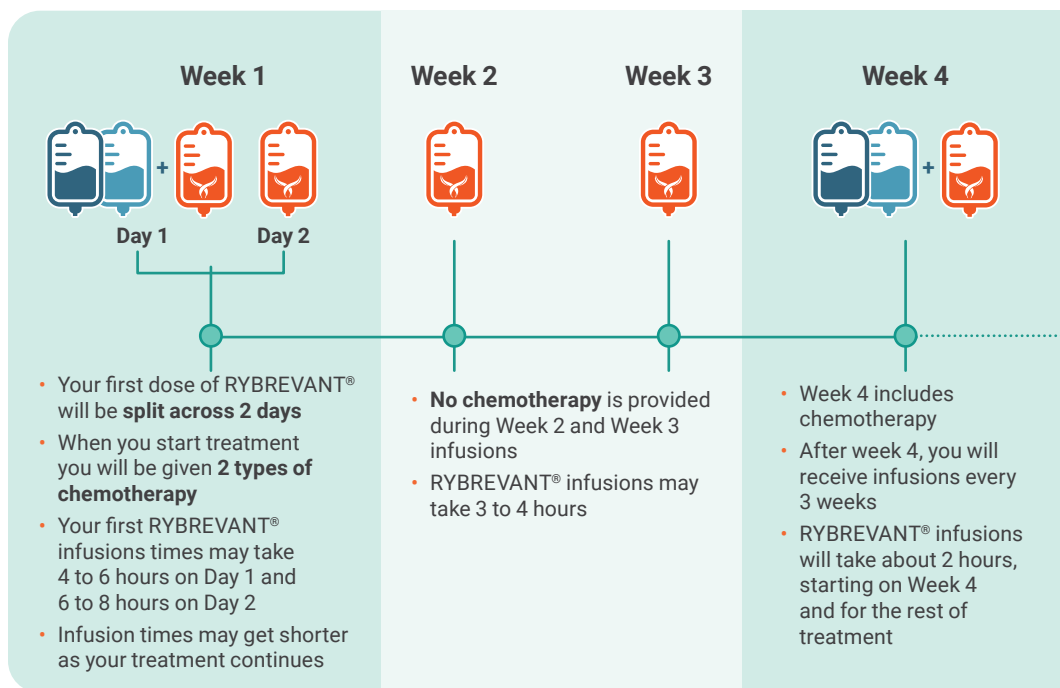 Week 1
+
Day 1
Day 2
• Your first dose of RYBREVANT®
will be split across 2 days
• When you start treatment
you will be given 2 types of
chemotherapy
• Your first RYBREVANT®
infusions times may take
4 to 6 hours on Day 1 and
6 to 8 hours on Day 2
• Infusion times may get shorter
as your treatment continues
Week 2
Week 3
• No chemotherapy is provided
during Week 2 and Week 3
infusions
• RYBREVANT® infusions may
take 3 to 4 hours
Week 4
+
• Week 4 includes
chemotherapy
• After week 4, you will
receive infusions every
3 weeks
• RYBREVANT® infusions
will take about 2 hours,
starting on Week 4
and for the rest of
treatment